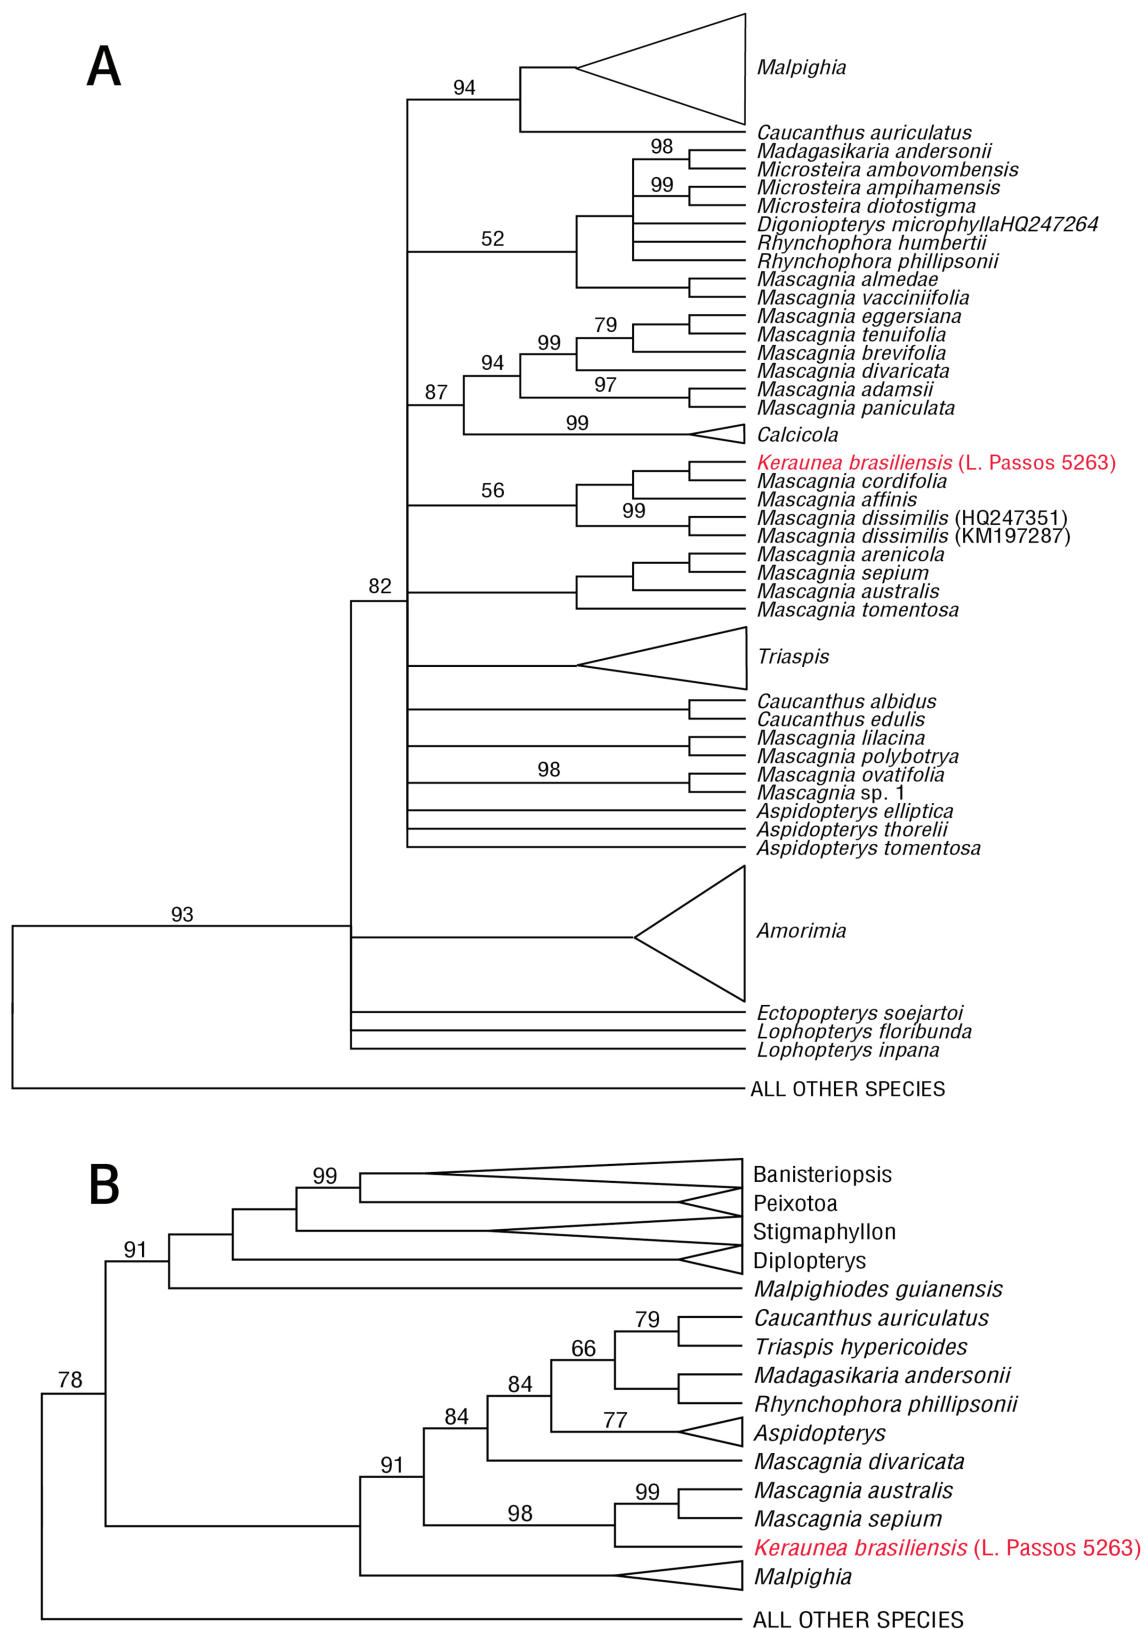 A
94
Malpighia
Caucanthus auriculatus
98
Madagasikaria andersonii
Microsteira ambovombensis
99
Microsteira ampihamensis
Microsteira diotostigma
Digoniopterys microphyllaHQ247264
52
Rhynchophora humbertii
Rhynchophora phillipsonii
Mascagnia almedae
Mascagnia vacciniifolia
Mascagnia eggersiana
79
Mascagnia tenuifolia
99
Mascagnia brevifolia
94
Mascagnia divaricata
87
97
Mascagnia adamsii
Mascagnia paniculata
99
Calcicola
Keraunea brasiliensis (L. Passos 5263)
Mascagnia cordifolia
56
Mascagnia affinis
99
Mascagnia dissimilis (HQ247351)
Mascagnia dissimilis (KM197287)
Mascagnia arenicola
Mascagnia sepium
82
Mascagnia australis
Mascagnia tomentosa
Triaspis
Caucanthus albidus
Caucanthus edulis
Mascagnia lilacina
Mascagnia polybotrya
98
Mascagnia ovatifolia
Mascagnia sp. 1
Aspidopterys elliptica
Aspidopterys thorelii
Aspidopterys tomentosa
93
Amorimia
Ectopopterys soejartoi
Lophopterys floribunda
Lophopterys inpana
ALL OTHER SPECIES
B
99
Banisteriopsis
Peixotoa
Stigmaphyllon
91
Diplopterys
Malpighiodes guianensis
79
Caucanthus auriculatus
66
Triaspis hypericoides
78
84
Madagasikaria andersonii
Rhynchophora phillipsonii
84
77
Aspidopterys
91
Mascagnia divaricata
99
Mascagnia australis
98
Mascagnia sepium
Keraunea brasiliensis (L. Passos 5263)
Malpighia
ALL OTHER SPECIES